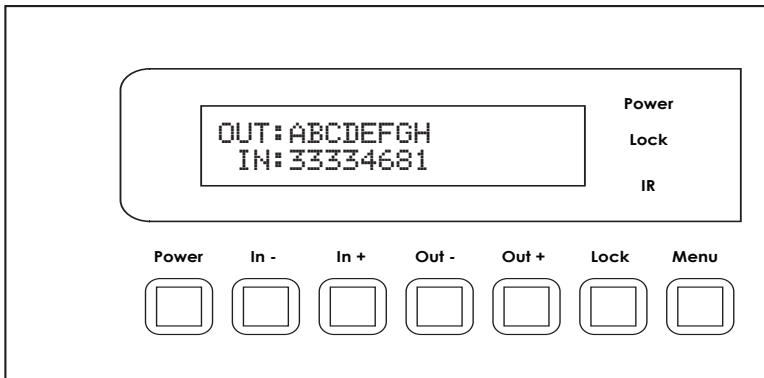 OUT:ABCDEFGH
IN:33334681
Power
Lock
IR
Power In - In + Out - Out + Lock Menu